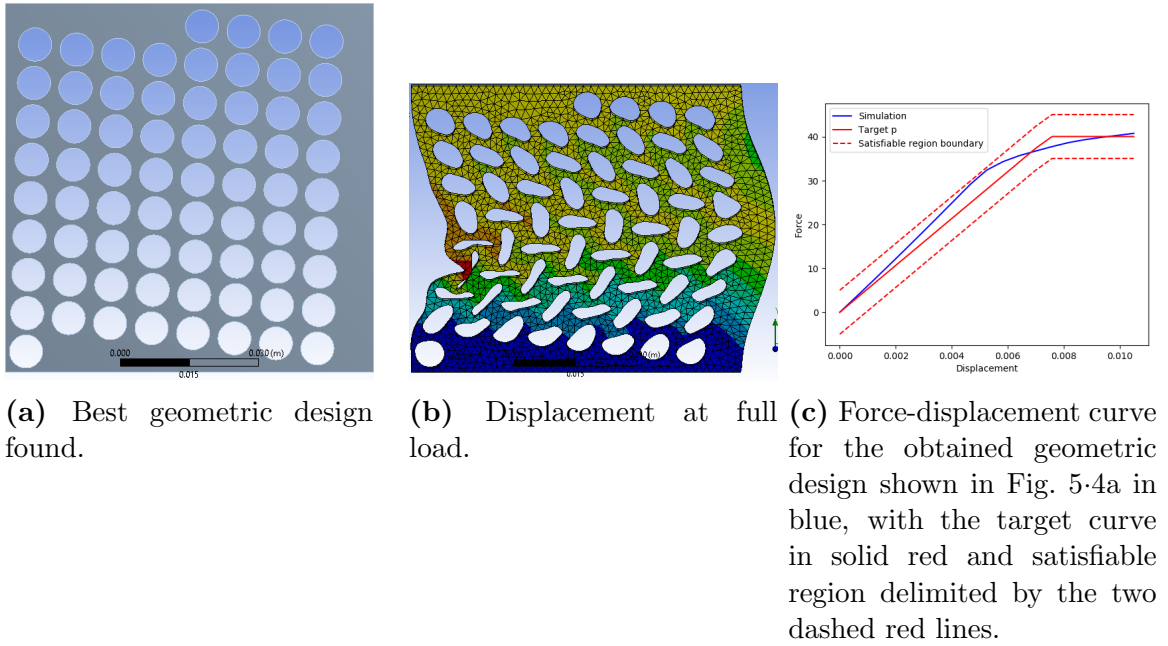 0.000
0.030 (m)
0.015
(m)
0.015
Simulation
Target p
Satisfiable region boundary
Force
40
30
20
10
0
0.000 0.002 0.004 0.006 0.008 0.010
Displacement
(a) Best geometric design
found.
(b) Displacement at full
load.
(c) Force-displacement curve
for the obtained geometric
design shown in Fig. 5·4a in
blue, with the target curve
in solid red and satisfiable
region delimited by the two
dashed red lines.